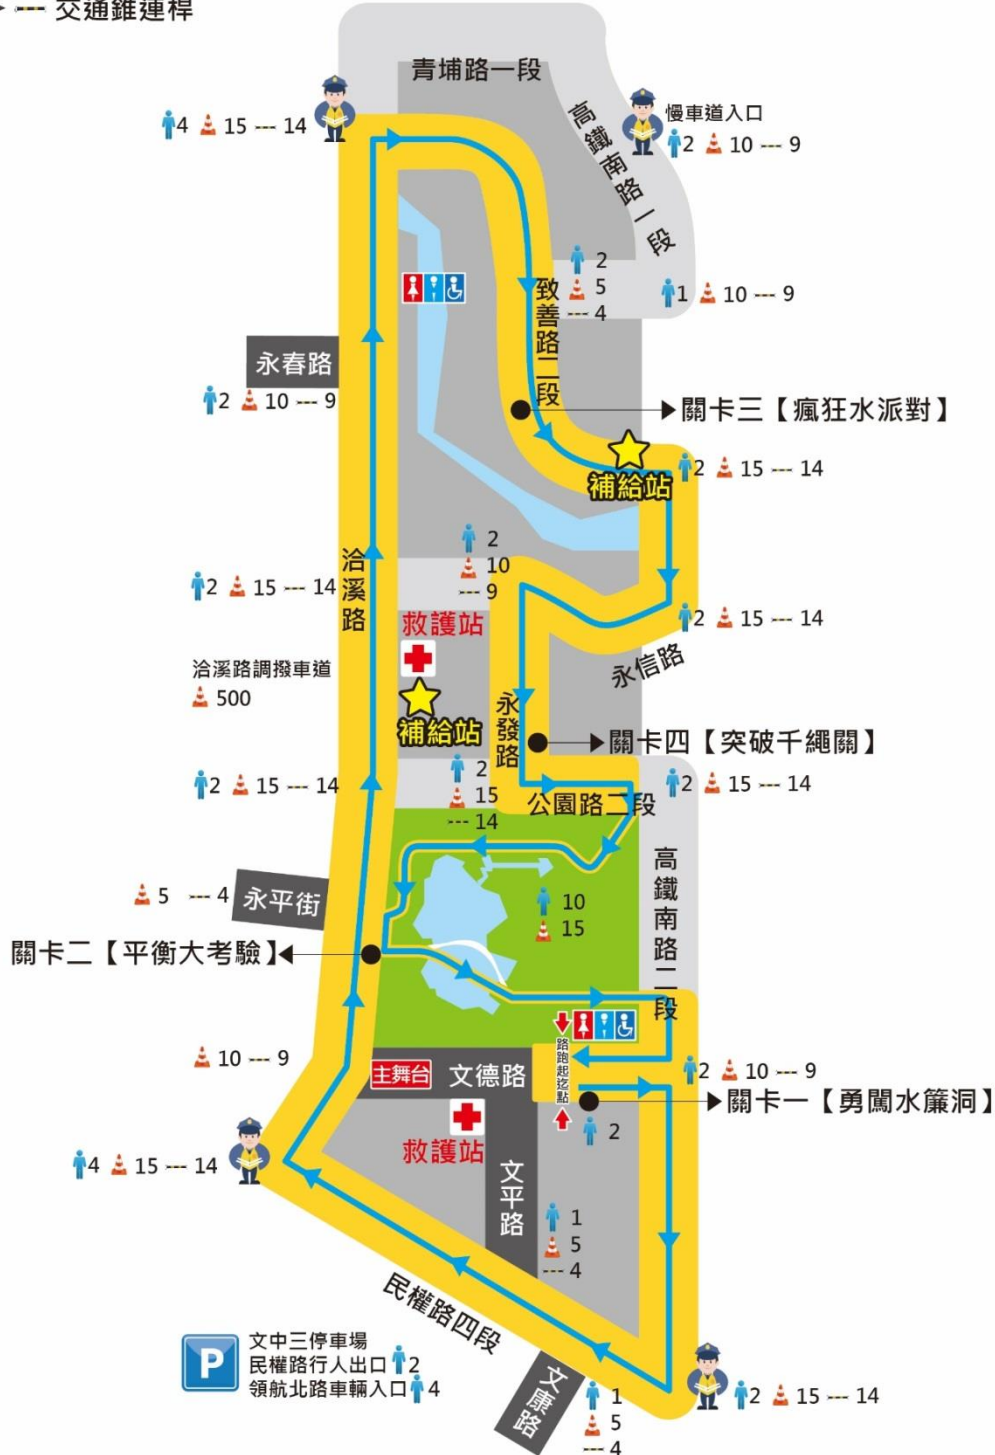 --- 交通錐連桿
青埔路一段
4 15 --- 14
高鐵南路一段
慢車道入口
2 10 --- 9
2
5
--- 4
致善路二段
1 10 --- 9
永春路
2 10 --- 9
關卡三【瘋狂水派對】
補給站
2 15 --- 14
2
10
--- 9
洽溪路
2 15 --- 14
救護站
2 15 --- 14
永信路
洽溪路調撥車道
500
補給站
永發路
關卡四【突破千繩關】
2 15 --- 14
2
15
--- 14
公園路二段
2 15 --- 14
高鐵南路二段
5 --- 4
永平街
10
15
關卡二【平衡大考驗】
10 --- 9
主舞台
文德路
路跑起迄點
2 10 --- 9
關卡一【勇闖水簾洞】
2
4 15 --- 14
救護站
文平路
1
5
--- 4
民權路四段
P
文中三停車場
民權路行人出口 2
領航北路車輛入口 4
文康路
1
5
--- 4
2 15 --- 14